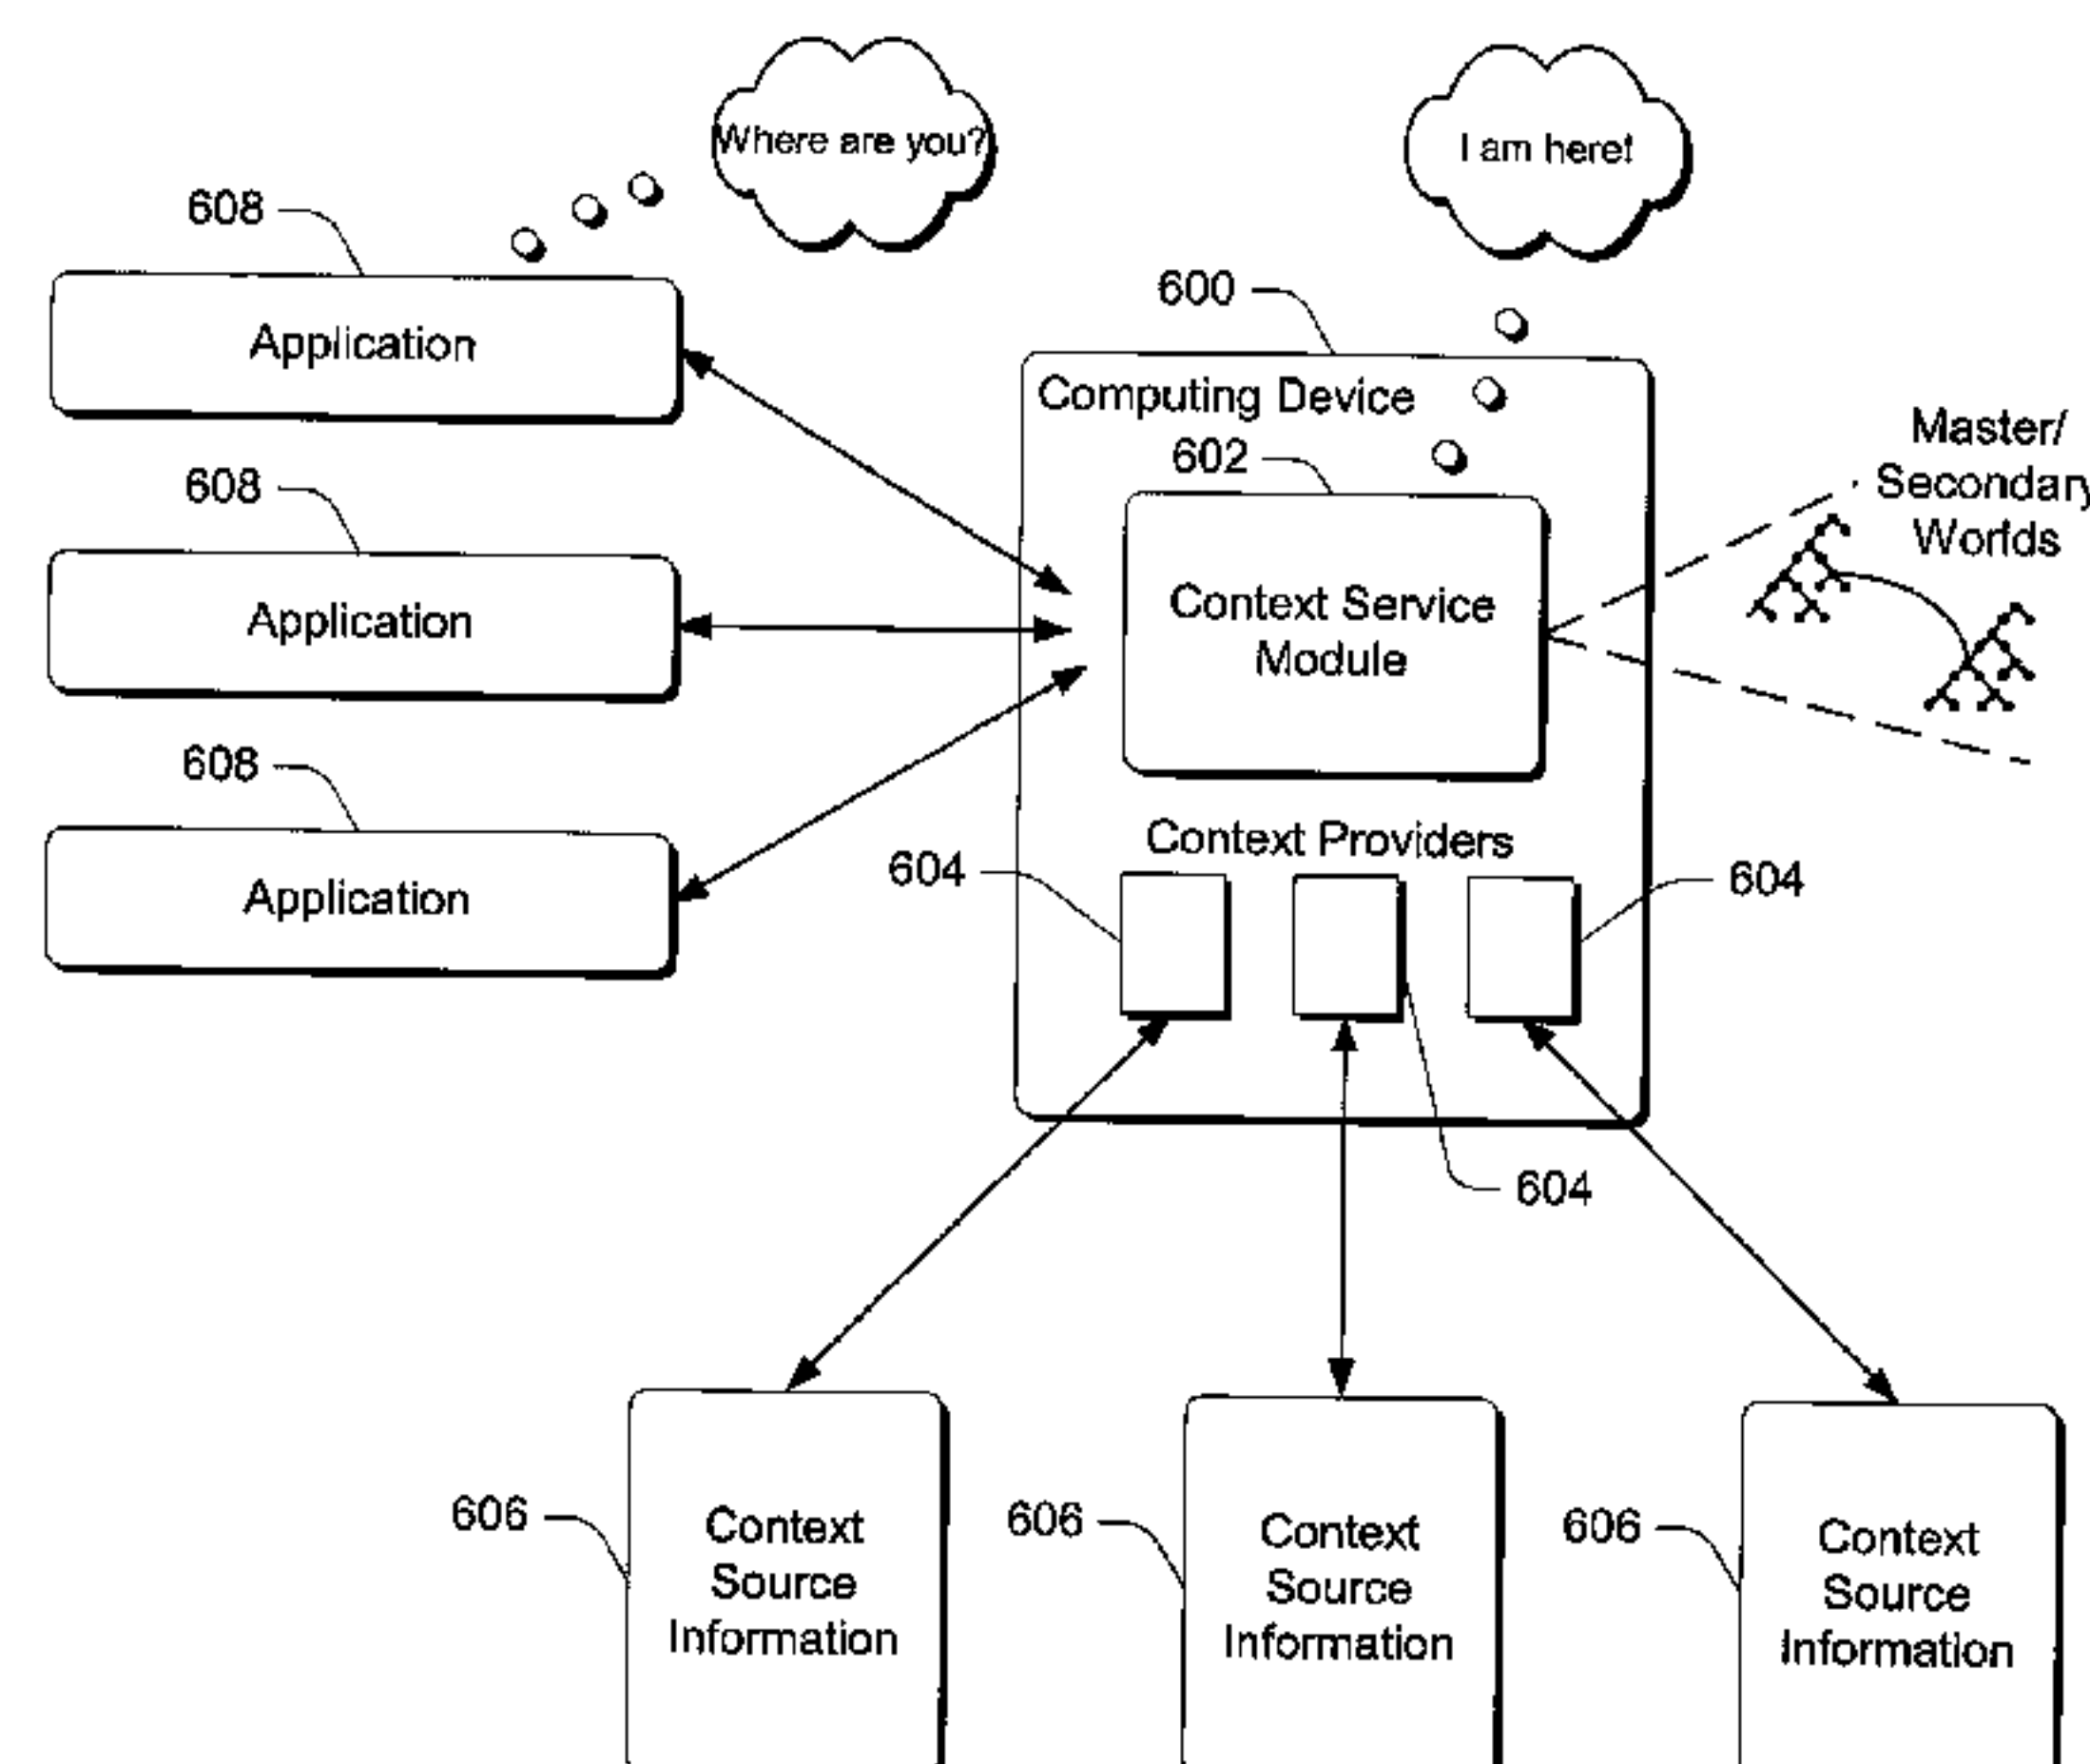 Where are you?
I am here!
608
Application
600
Computing Device
602
Master/
Secondary
Worlds
608
Application
Context Service
Module
608
Application
Context Providers
604
604
604
606
Context
Source
Information
606
Context
Source
Information
606
Context
Source
Information